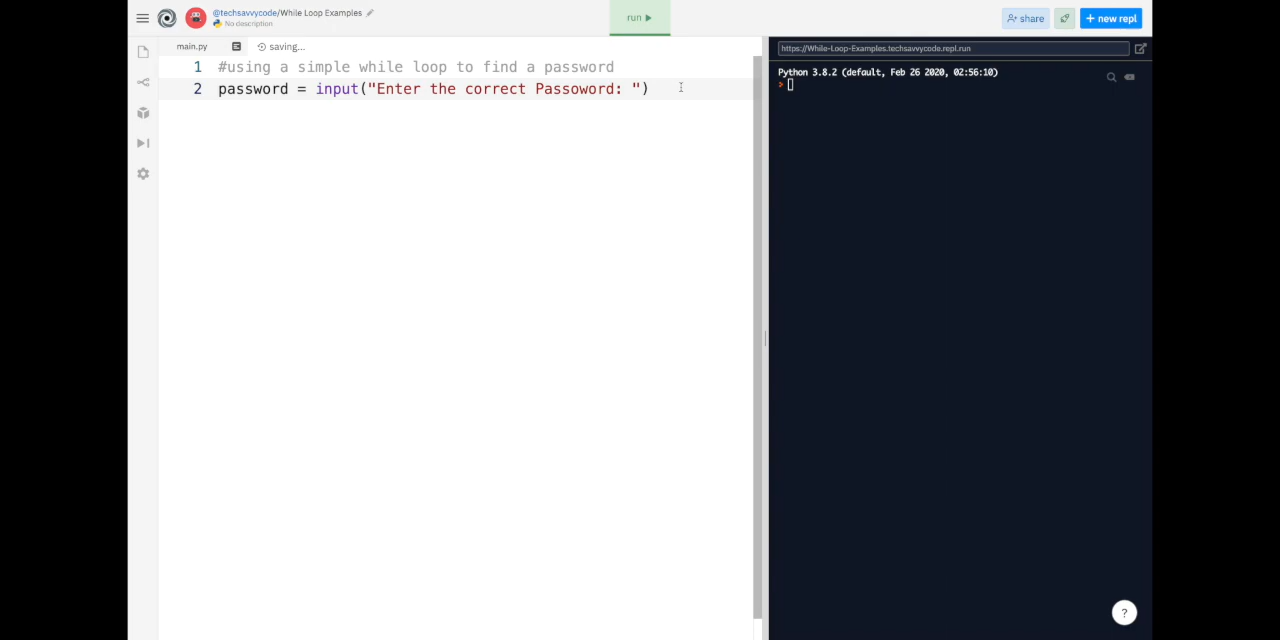 @techsavvycode/While Loop Examples
No description
run
share
+ new repl
main.py
saving...
https://While-Loop-Examples.techsavvycode.repl.run
1 #using a simple while loop to find a password
2 password = input("Enter the correct Passoword: ")
Python 3.8.2 (default, Feb 26 2020, 02:56:10)
>
?